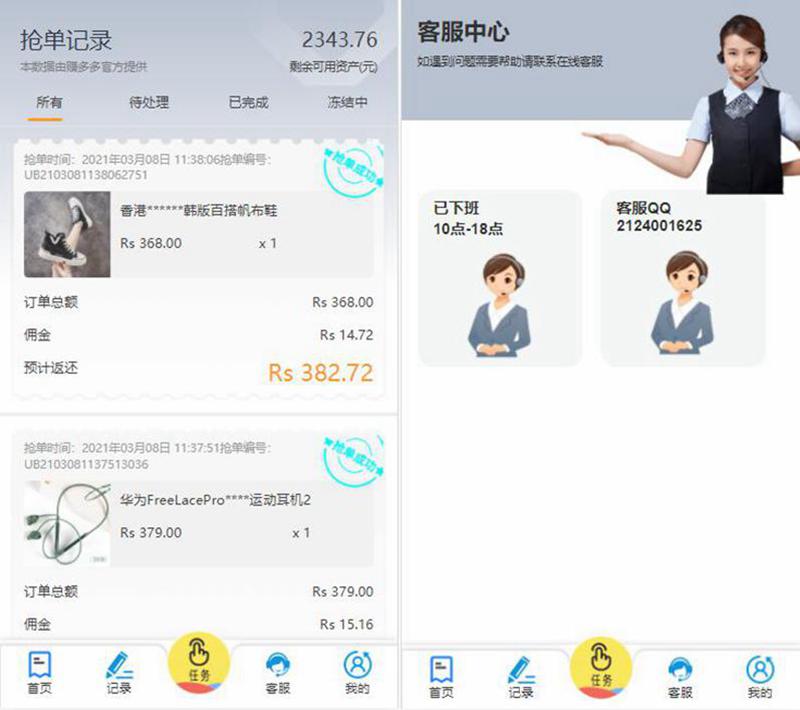 抢单记录
2343.76
本数据由赚多多官方提供
剩余可用资产(元)
所有
待处理
已完成
冻结中
抢单时间：2021年03月08日 11:38:06抢单编号：
UB2103081138062751
抢单成功
香港******韩版百搭帆布鞋
Rs 368.00
x 1
订单总额
Rs 368.00
佣金
Rs 14.72
预计返还
Rs 382.72
抢单时间：2021年03月08日 11:37:51抢单编号：
UB2103081137513036
抢单成功
华为FreeLacePro****运动耳机2
Rs 379.00
x 1
订单总额
Rs 379.00
佣金
Rs 15.16
首页
记录
任务
客服
我的
客服中心
如遇到问题需要帮助请联系在线客服
已下班
10点-18点
客服QQ
2124001625
首页
记录
任务
客服
我的